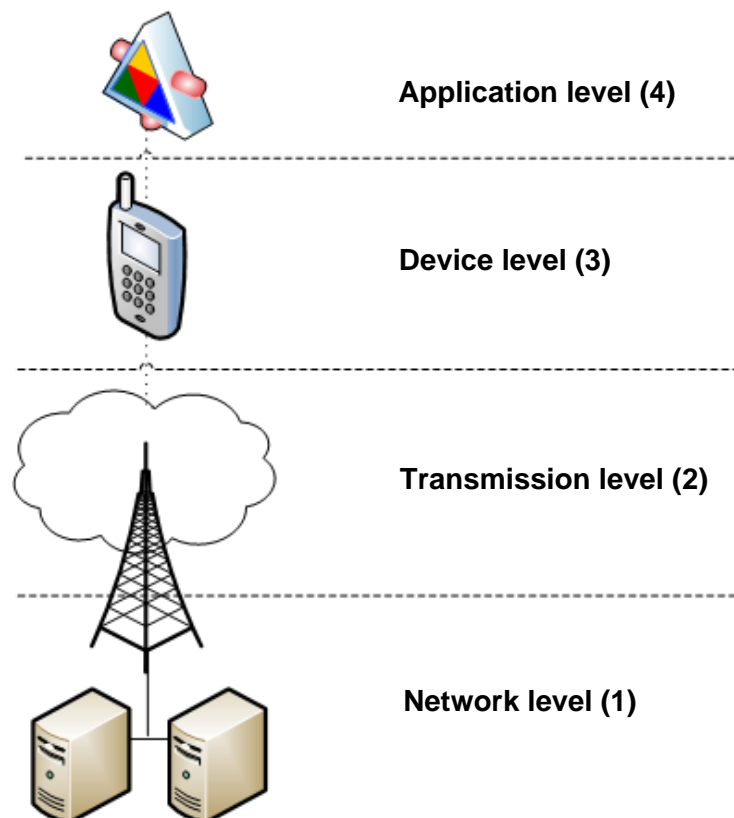 Application level (4)
Device level (3)
Transmission level (2)
Network level (1)